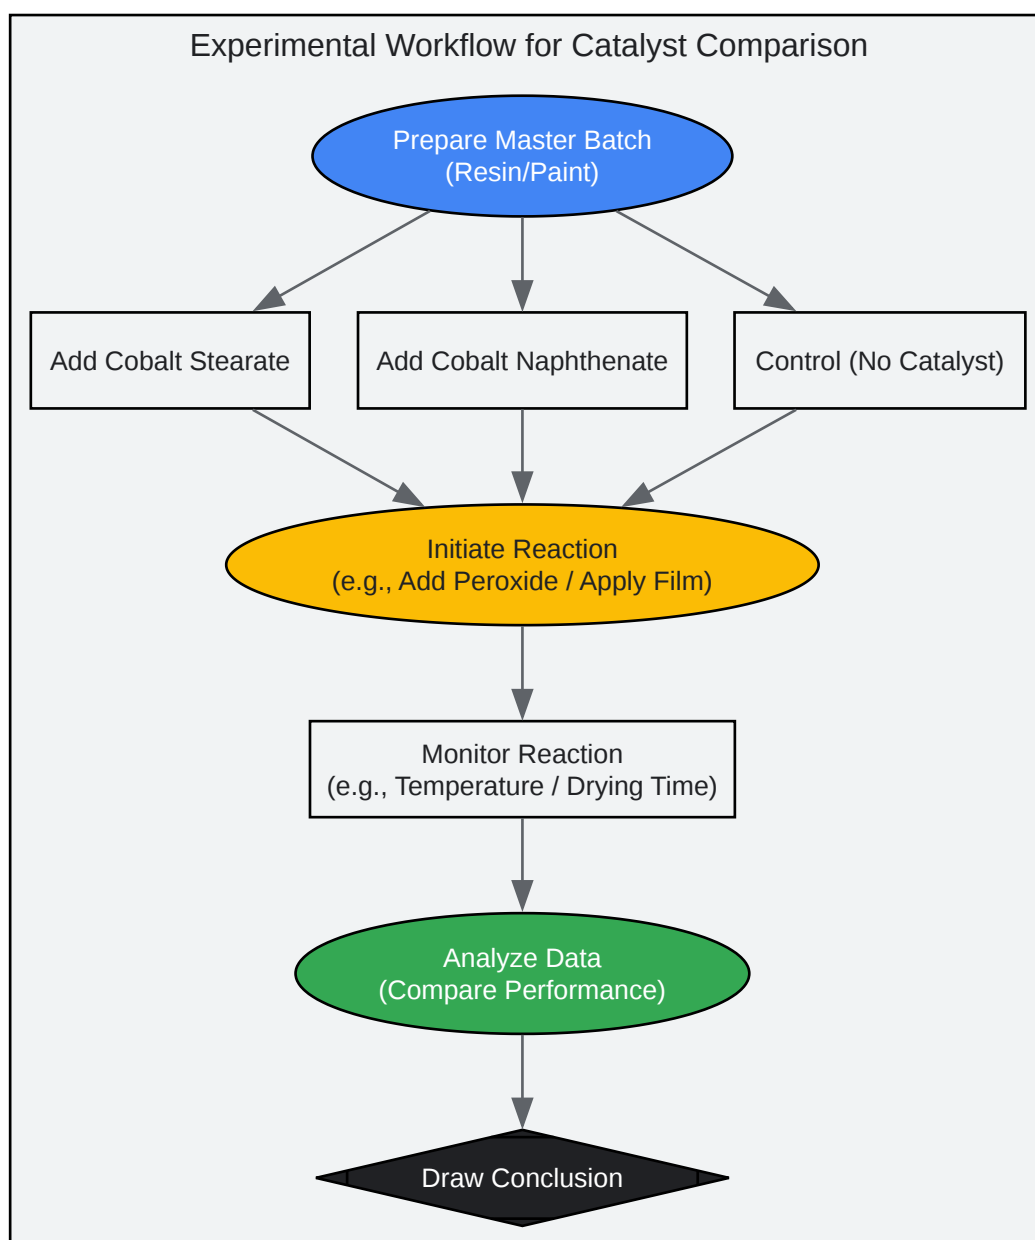 Experimental Workflow for Catalyst Comparison
Prepare Master Batch
(Resin/Paint)
Add Cobalt Stearate
Add Cobalt Naphthenate
Control (No Catalyst)
Initiate Reaction
(e.g., Add Peroxide / Apply Film)
Monitor Reaction
(e.g., Temperature / Drying Time)
Analyze Data
(Compare Performance)
Draw Conclusion